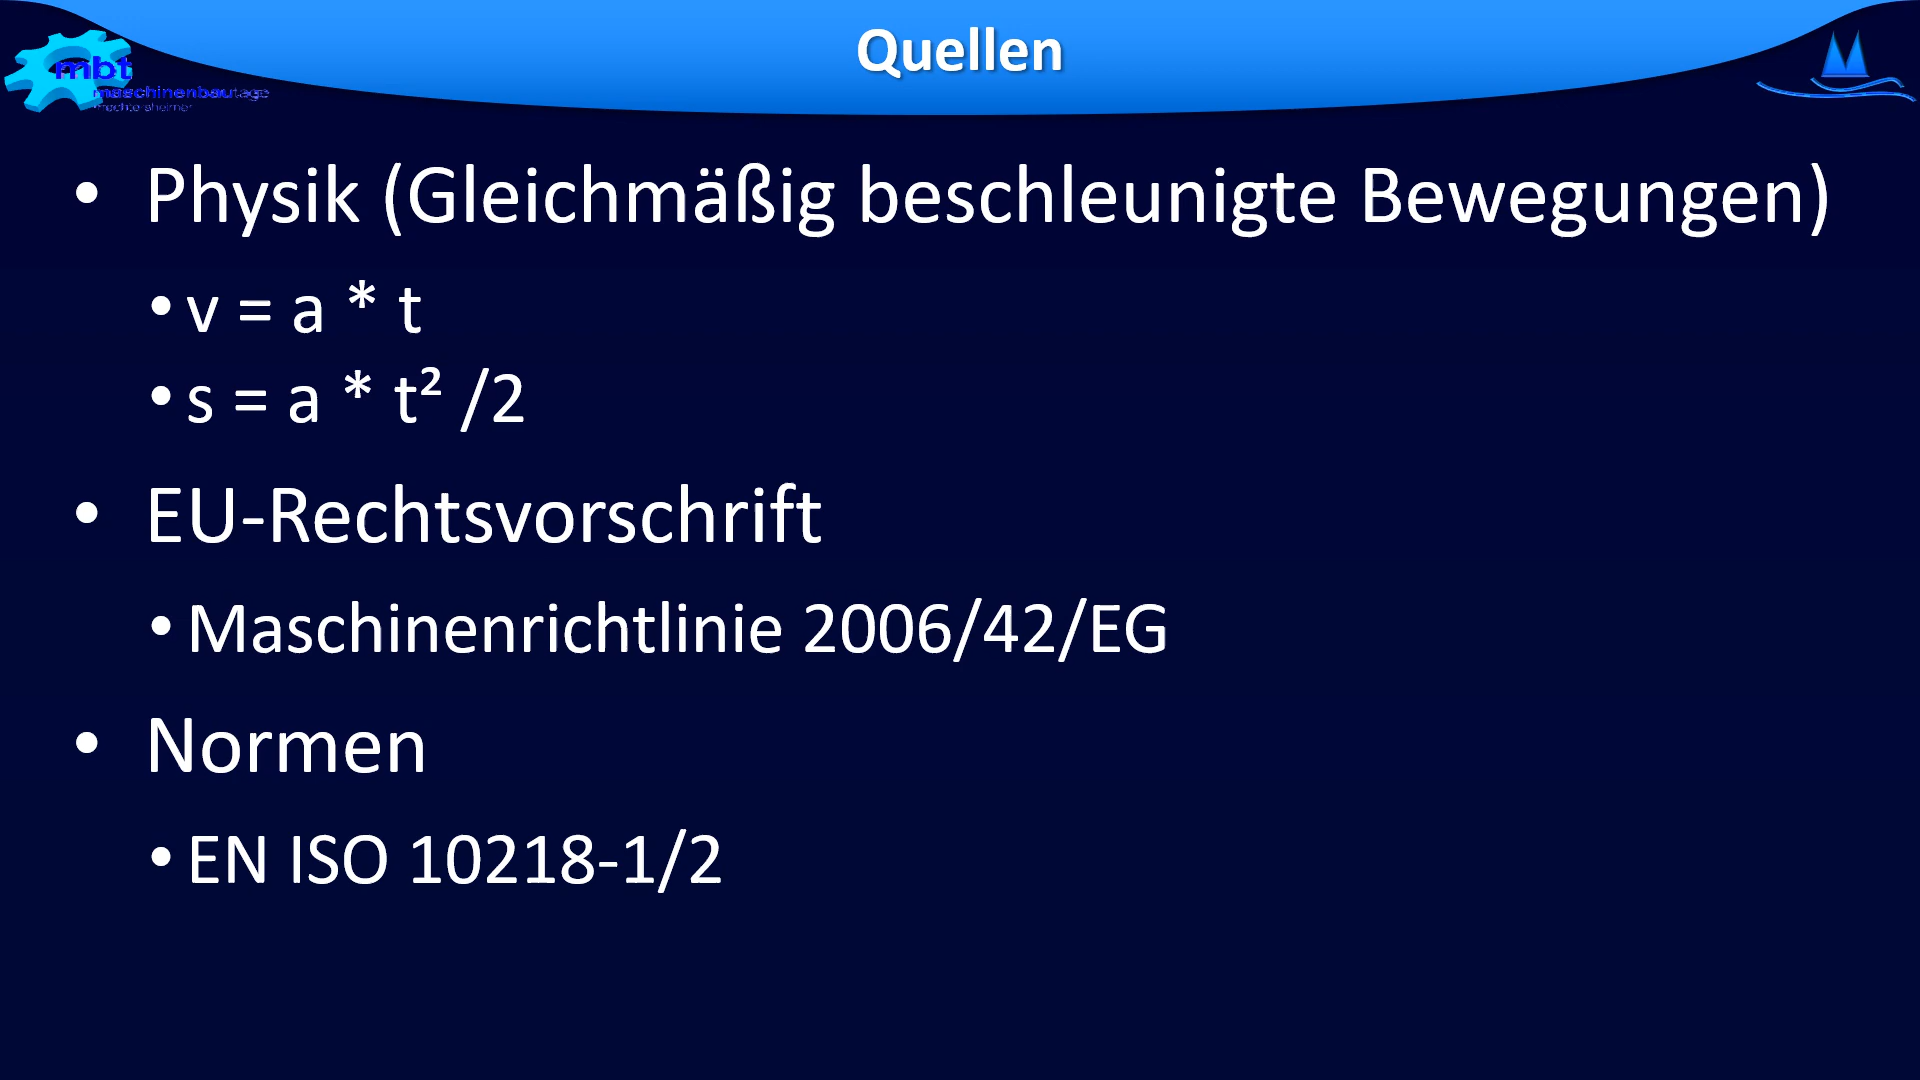 Quellen
mbt
maschinenbautage
mechtersheimer
• Physik (Gleichmäßig beschleunigte Bewegungen)
• v = a * t
• s = a * t² /2
• EU-Rechtsvorschrift
• Maschinenrichtlinie 2006/42/EG
• Normen
• EN ISO 10218-1/2